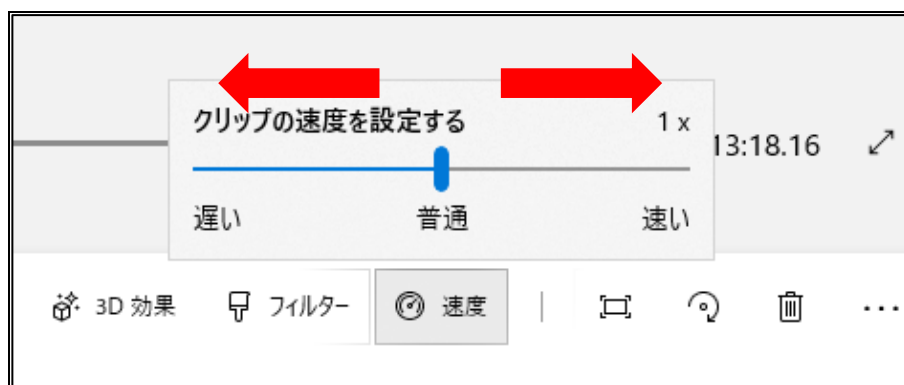 クリップの速度を設定する 1 x
13:18.16
遅い 普通 速い
3D 効果 フィルター 速度